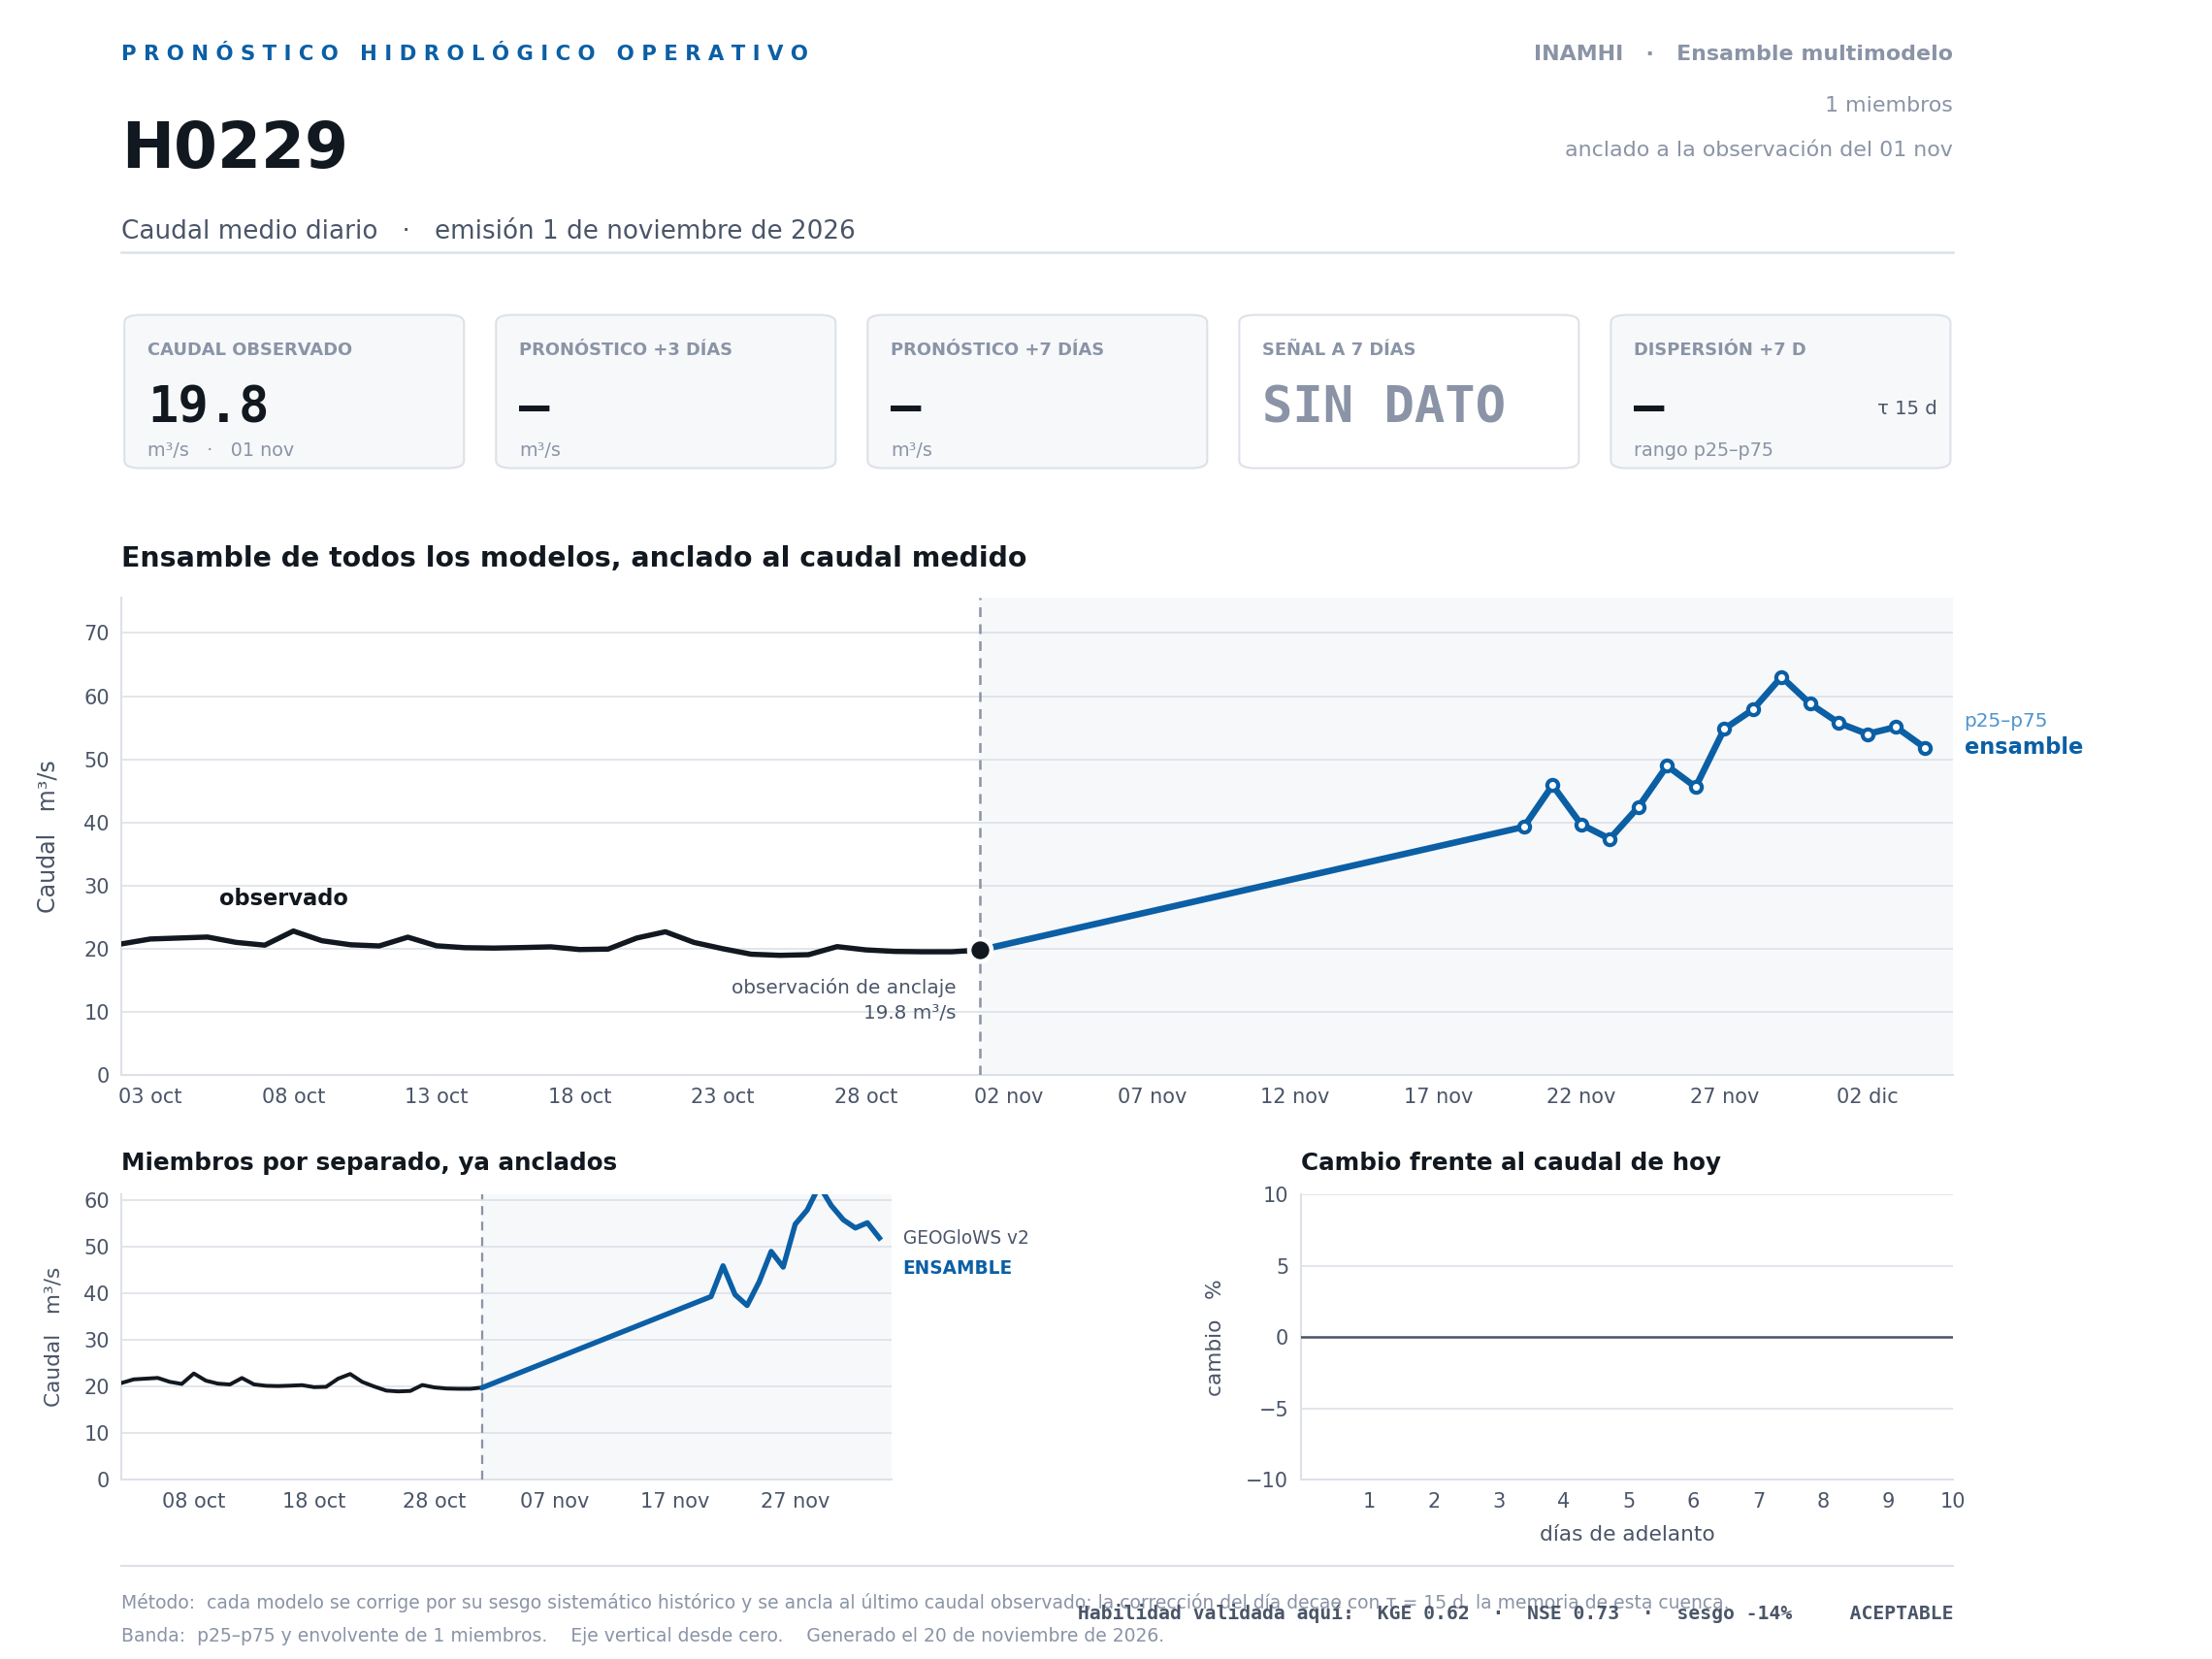 PRONÓSTICO HIDROLÓGICO OPERATIVO
INAMHI · Ensamble multimodelo
1 miembros
H0229
anclado a la observación del 01 nov
Caudal medio diario · emisión 1 de noviembre de 2026
CAUDAL OBSERVADO
19.8
m³/s · 01 nov
PRONÓSTICO +3 DÍAS
—
m³/s
PRONÓSTICO +7 DÍAS
—
m³/s
SEÑAL A 7 DÍAS
SIN DATO
DISPERSIÓN +7 D
— τ 15 d
rango p25–p75
Ensamble de todos los modelos, anclado al caudal medido
Caudal m³/s
70
60
50
40
30
20
10
0
observado
observación de anclaje
19.8 m³/s
p25–p75
ensamble
03 oct 08 oct 13 oct 18 oct 23 oct 28 oct 02 nov 07 nov 12 nov 17 nov 22 nov 27 nov 02 dic
Miembros por separado, ya anclados
Caudal m³/s
60
50
40
30
20
10
0
GEOGloWS v2
ENSAMBLE
08 oct 18 oct 28 oct 07 nov 17 nov 27 nov
Cambio frente al caudal de hoy
cambio %
10
5
0
−5
−10
1 2 3 4 5 6 7 8 9 10
días de adelanto
Método: cada modelo se corrige por su sesgo sistemático histórico y se ancla al último caudal observado; la corrección del día decae con τ = 15 d, la memoria de esta cuenca.
Habilidad validada aquí: KGE 0.62 · NSE 0.73 · sesgo -14% ACEPTABLE
Banda: p25–p75 y envolvente de 1 miembros. Eje vertical desde cero. Generado el 20 de noviembre de 2026.